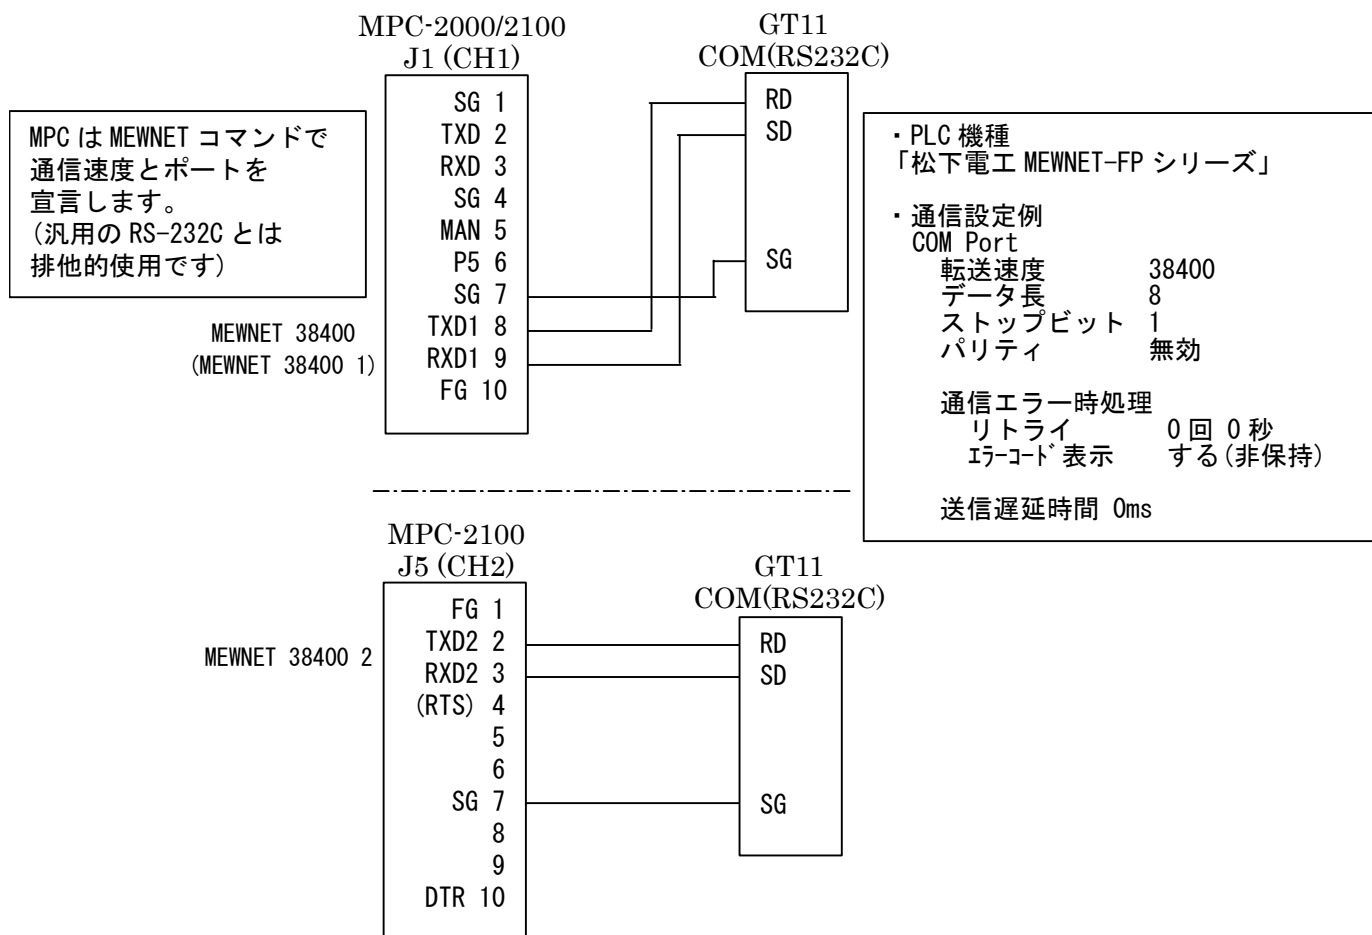 MPC-2000/2100
J1 (CH1)
SG 1
TXD 2
RXD 3
SG 4
MAN 5
P5 6
SG 7
TXD1 8
RXD1 9
FG 10
GT11
COM(RS232C)
RD
SD
SG
MPC は MEWNET コマンドで
通信速度とポートを
宣言します。
(汎用の RS-232C とは
排他的使用です)
MEWNET 38400
(MEWNET 38400 1)
・PLC 機種
「松下電工 MEWNET-FP シリーズ」
・通信設定例
COM Port
転送速度 38400
データ長 8
ストップビット 1
パリティ 無効
通信エラー時処理
リトライ 0 回 0 秒
ｴﾗｰｺｰﾄﾞ表示 する(非保持)
送信遅延時間 0ms
MPC-2100
J5 (CH2)
FG 1
TXD2 2
RXD2 3
(RTS) 4
5
6
SG 7
8
9
DTR 10
MEWNET 38400 2
GT11
COM(RS232C)
RD
SD
SG